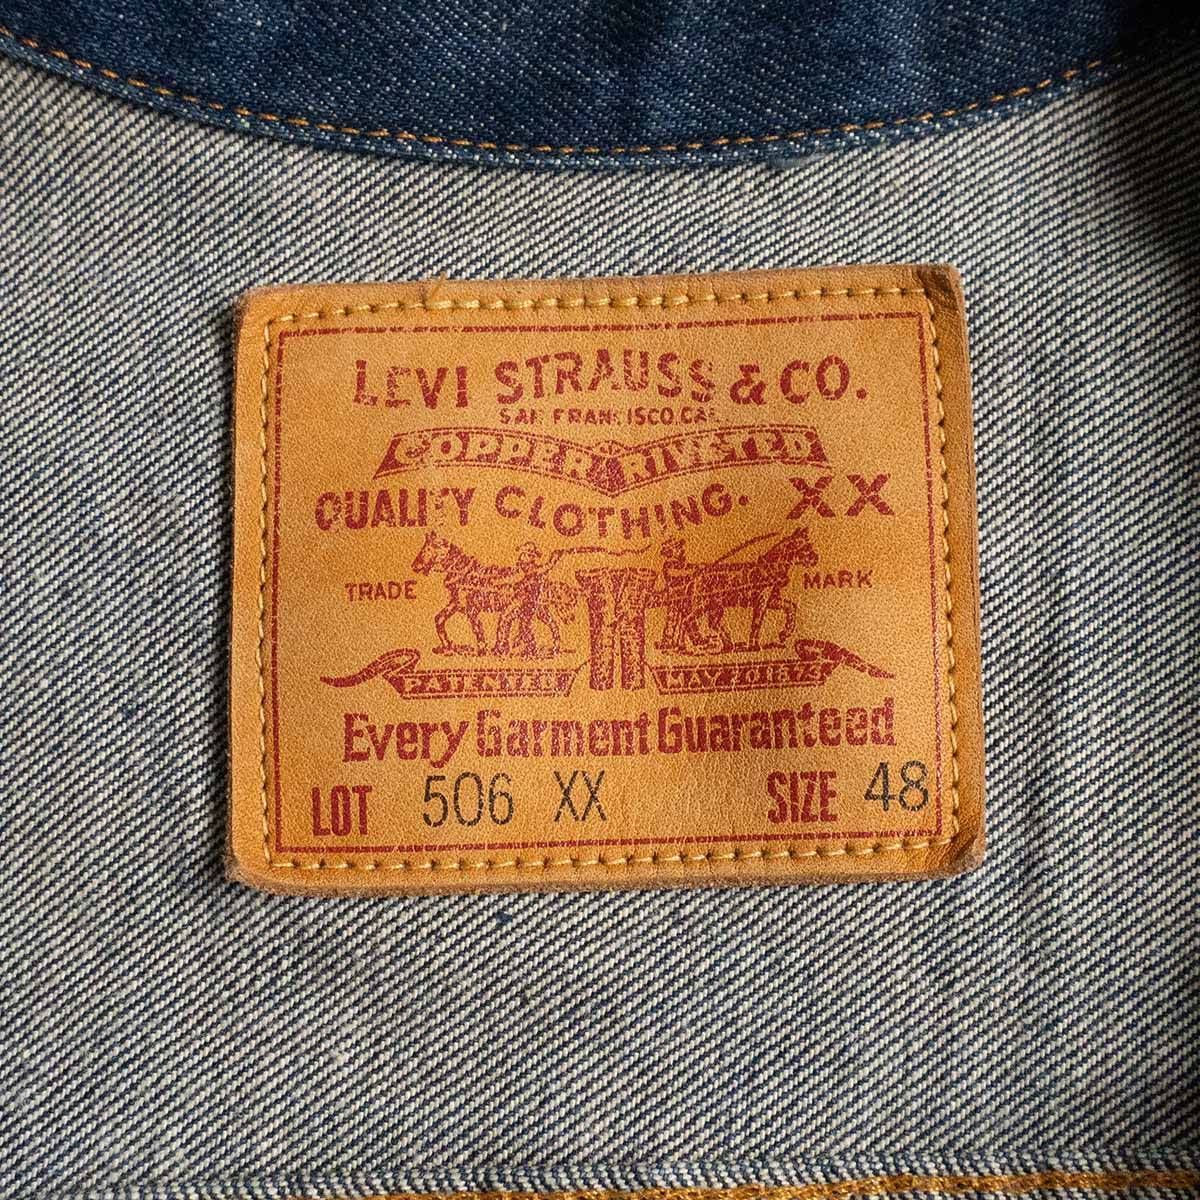 LEVI STRAUSS & CO.
SAN FRANCISCO.CAL.
COPPER RIVETED
QUALITY CLOTHING. XX
TRADE MARK
PATENTED MAY 20 1873
Every Garment Guaranteed
LOT 506 XX SIZE 48